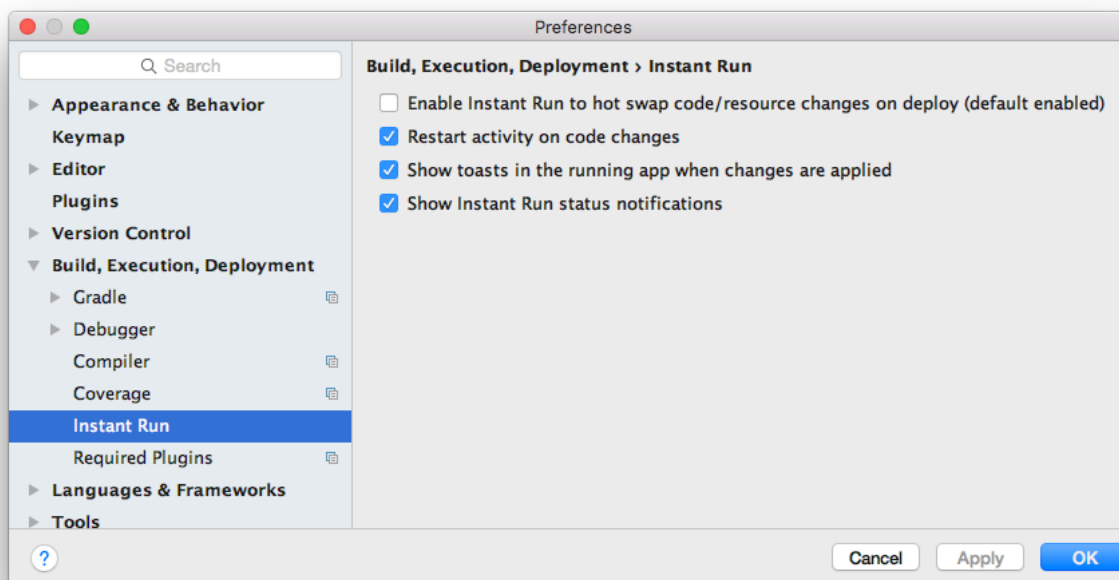 Preferences
Search
Appearance & Behavior
Keymap
Editor
Plugins
Version Control
Build, Execution, Deployment
Gradle
Debugger
Compiler
Coverage
Instant Run
Required Plugins
Languages & Frameworks
Tools
Build, Execution, Deployment › Instant Run
Enable Instant Run to hot swap code/resource changes on deploy (default enabled)
Restart activity on code changes
Show toasts in the running app when changes are applied
Show Instant Run status notifications
?
Cancel
Apply
OK